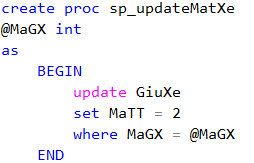 create proc sp_updateMatXe
@MaGX int
as
    BEGIN
        update GiuXe
        set MaTT = 2
        where MaGX = @MaGX
    END